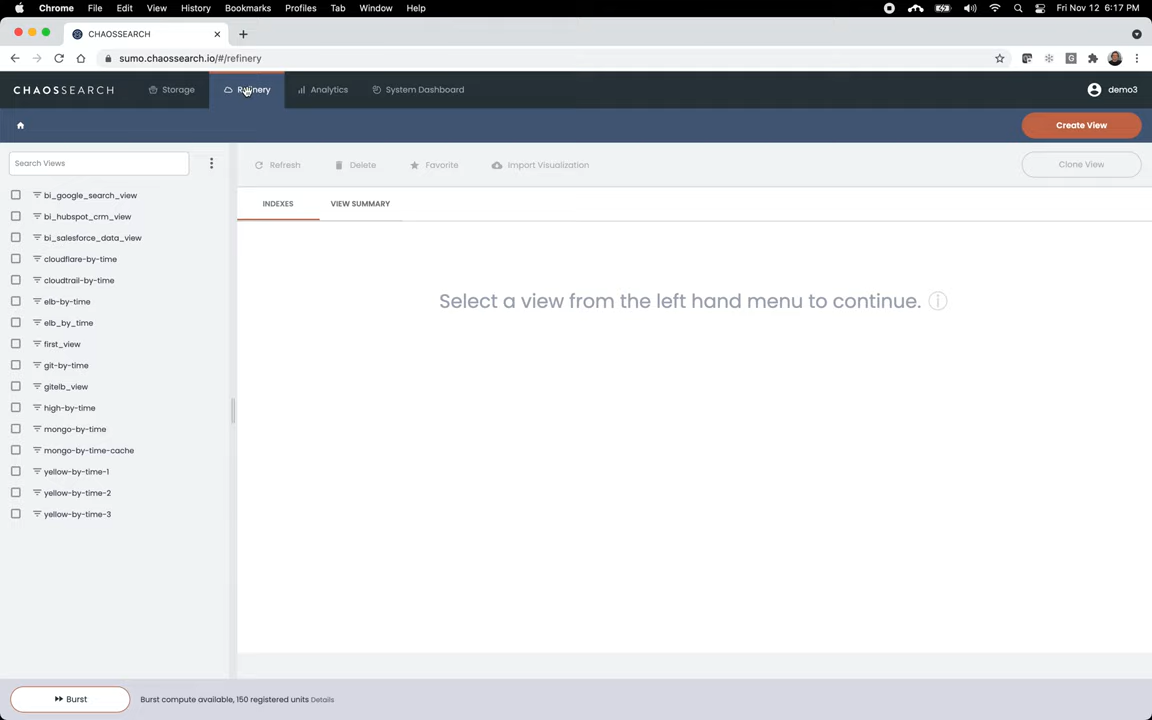 Chrome File Edit View History Bookmarks Profiles Tab Window Help Fri Nov 12 6:17 PM
CHAOSSEARCH
sumo.chaossearch.io/#/refinery
CHAOSSEARCH Storage Refinery Analytics System Dashboard demo3
Create View
Search Views
Refresh Delete Favorite Import Visualization Clone View
INDEXES VIEW SUMMARY
bi_google_search_view
bi_hubspot_crm_view
bi_salesforce_data_view
cloudflare-by-time
cloudtrail-by-time
elb-by-time
elb_by_time
first_view
git-by-time
gitelb_view
high-by-time
mongo-by-time
mongo-by-time-cache
yellow-by-time-1
yellow-by-time-2
yellow-by-time-3
Select a view from the left hand menu to continue.
Burst Burst compute available, 150 registered units Details